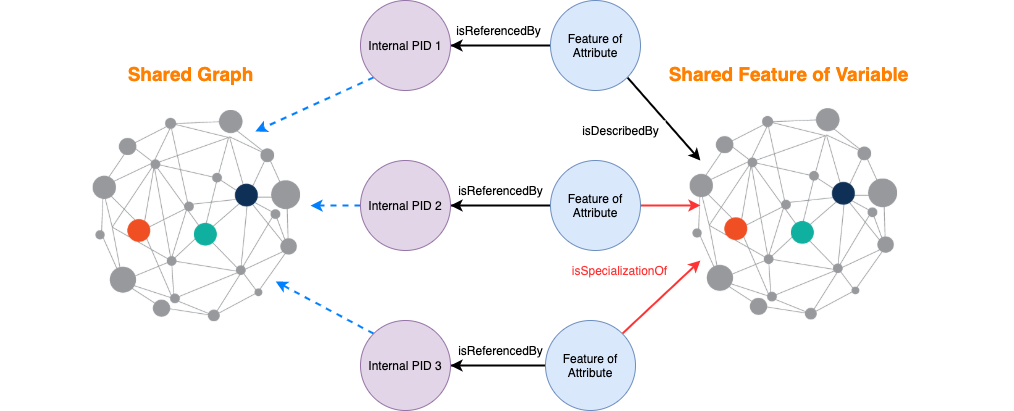 Internal PID 1
isReferencedBy
Feature of
Attribute
Shared Graph
Shared Feature of Variable
isDescribedBy
Internal PID 2
isReferencedBy
Feature of
Attribute
isSpecializationOf
Internal PID 3
isReferencedBy
Feature of
Attribute